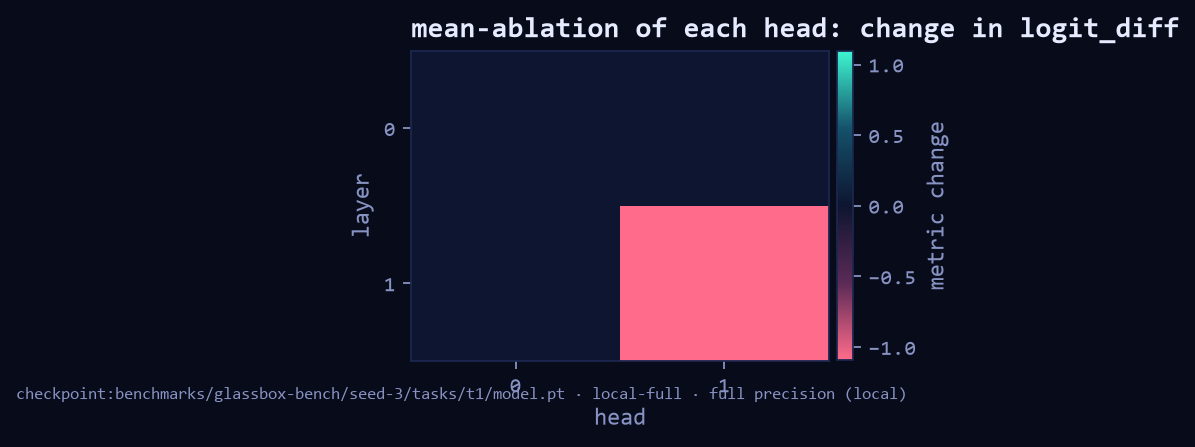 mean-ablation of each head: change in logit_diff
1.0
0
0.5
metric change
layer
0.0
−0.5
1
−1.0
0
1
checkpoint:benchmarks/glassbox-bench/seed-3/tasks/t1/model.pt · local-full · full precision (local)
head